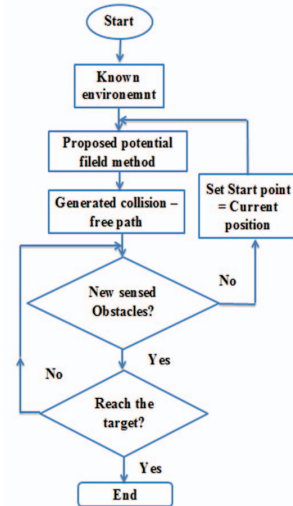 Start
Known
environemnt
Proposed potential
fileld method
Generated collision –
free path
Set Start point
= Current
position
New sensed
Obstacles?
No
Yes
No
Reach the
target?
Yes
End